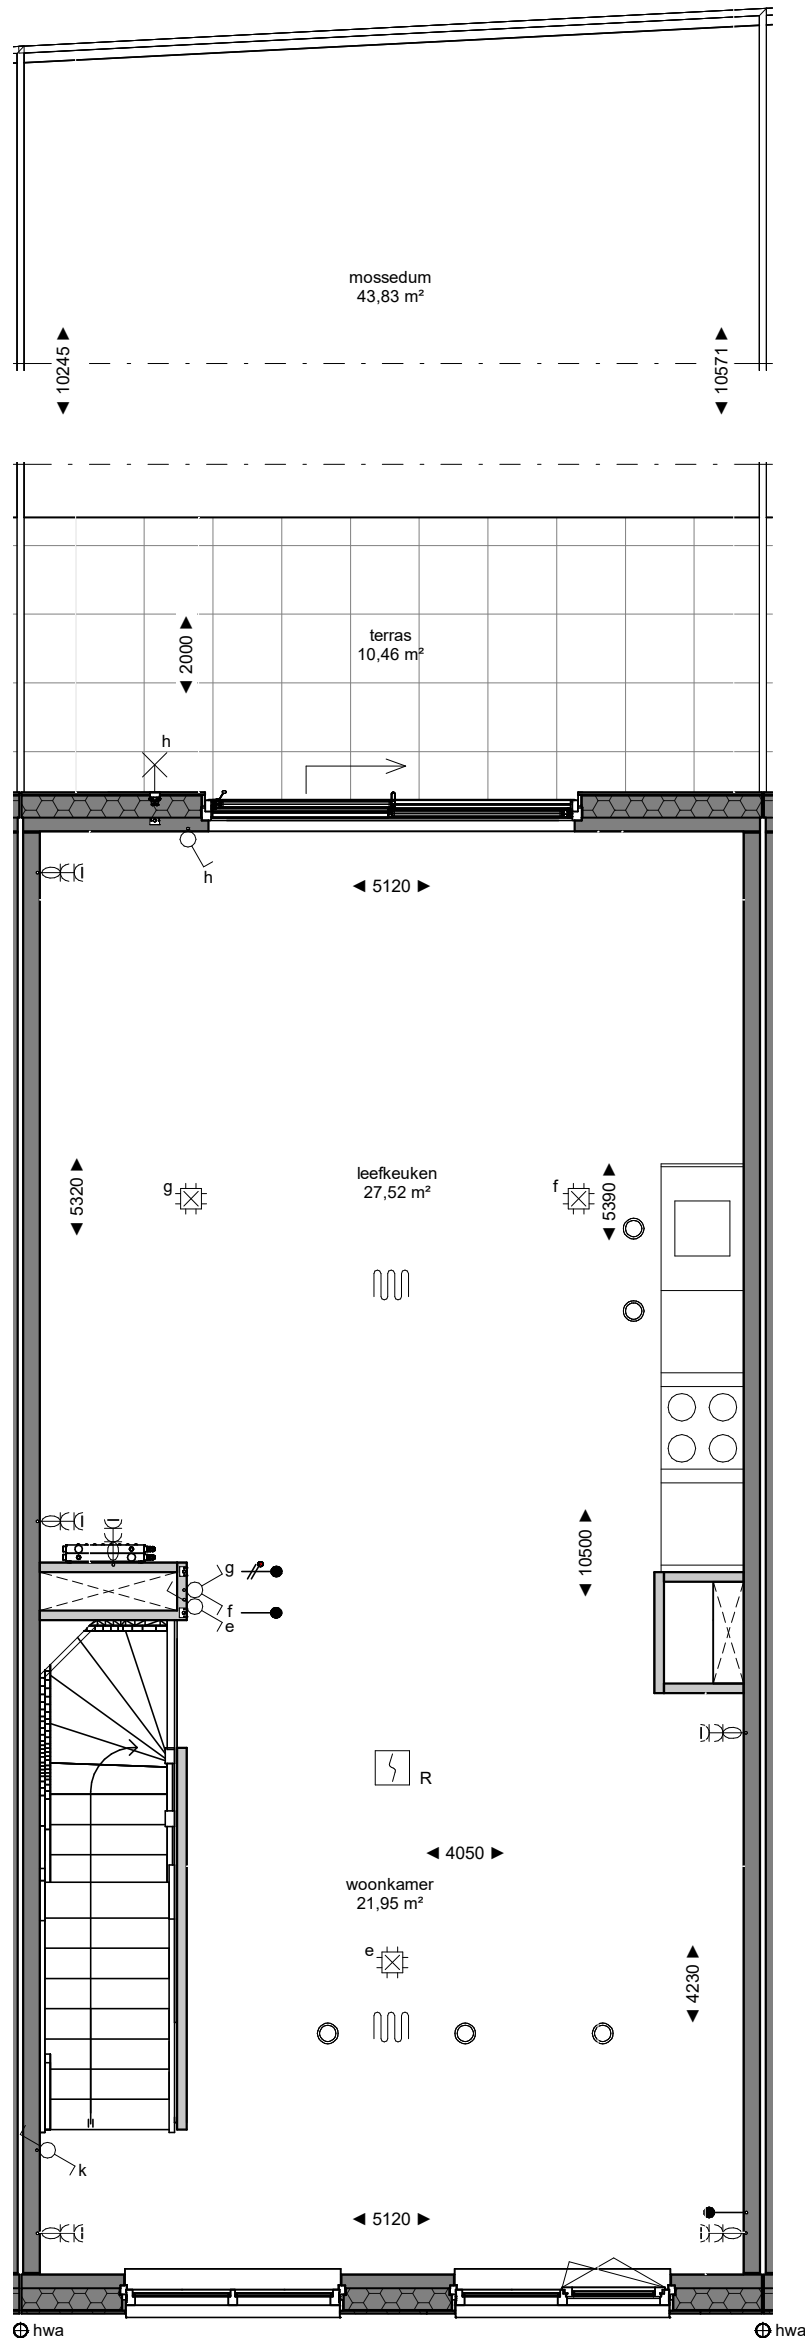 mossedum
43,83 m²
10245
10571
terras
10,46 m²
2000
h
h
5120
leefkeuken
27,52 m²
5320
g
f
5390
10500
g
f
e
R
4050
woonkamer
21,95 m²
e
4230
k
5120
hwa
hwa